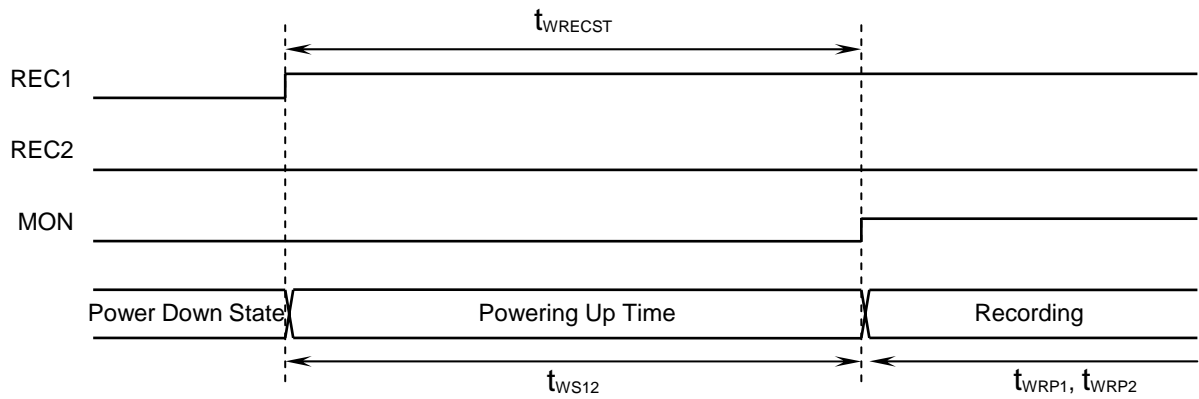 tWRECST
REC1
REC2
MON
Power Down State
Powering Up Time
Recording
tWS12
tWRP1, tWRP2